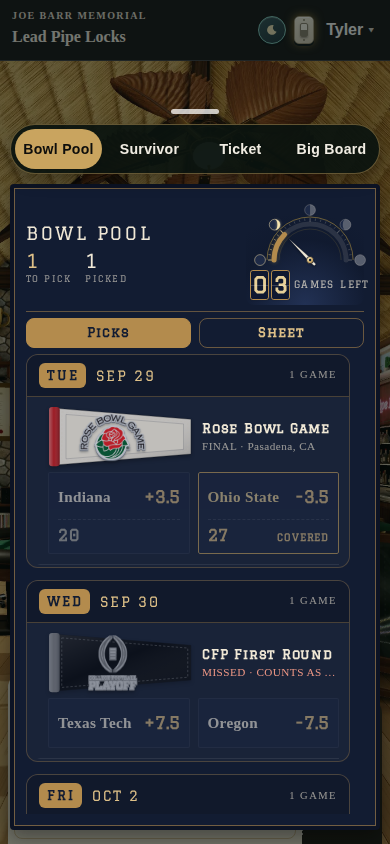 JOE BARR MEMORIAL
Lead Pipe Locks
Tyler
Bowl Pool
Survivor
Ticket
Big Board
BOWL POOL
1 1
TO PICK PICKED
03 GAMES LEFT
PICKS
SHEET
TUE SEP 29 1 GAME
ROSE BOWL GAME
ROSE BOWL GAME
FINAL · Pasadena, CA
Indiana +3.5
20
Ohio State -3.5
27 COVERED
WED SEP 30 1 GAME
PLAYOFF
CFP FIRST ROUND
MISSED · COUNTS AS ...
Texas Tech +7.5
Oregon -7.5
FRI OCT 2 1 GAME